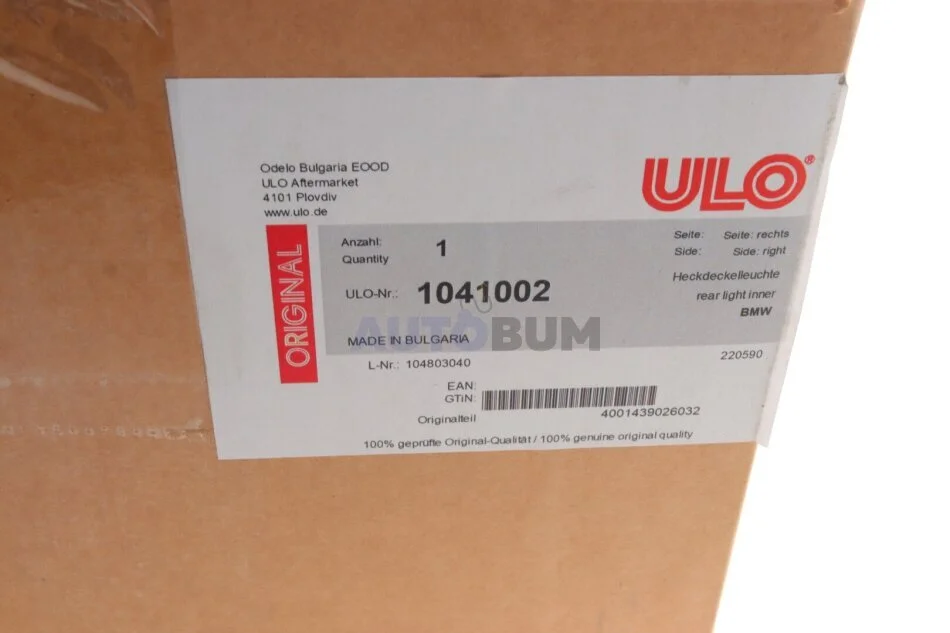 Odelo Bulgaria EOOD
ULO Aftermarket
4101 Plovdiv
www.ulo.de
ULO®
ORIGINAL
Anzahl: 1
Quantity
Seite: Seite: rechts
Side: Side: right
ULO-Nr.: 1041002
Heckdeckelleuchte
rear light inner
BMW
AUTOBUM
MADE IN BULGARIA
L-Nr.: 104803040
220590
EAN:
GTiN:
4001439026032
Originalteil
100% geprüfte Original-Qualität / 100% genuine original quality